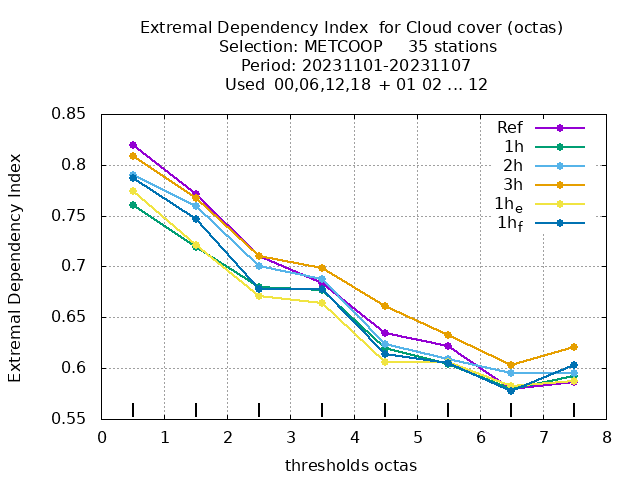 Extremal Dependency Index  for Cloud cover (octas)
Selection: METCOOP     35 stations
Period: 20231101-20231107
Used  00,06,12,18 + 01 02 ... 12
Extremal Dependency Index
0.85
0.8
0.75
0.7
0.65
0.6
0.55
Ref
1h
2h
3h
1he
1hf
0 1 2 3 4 5 6 7 8
thresholds octas